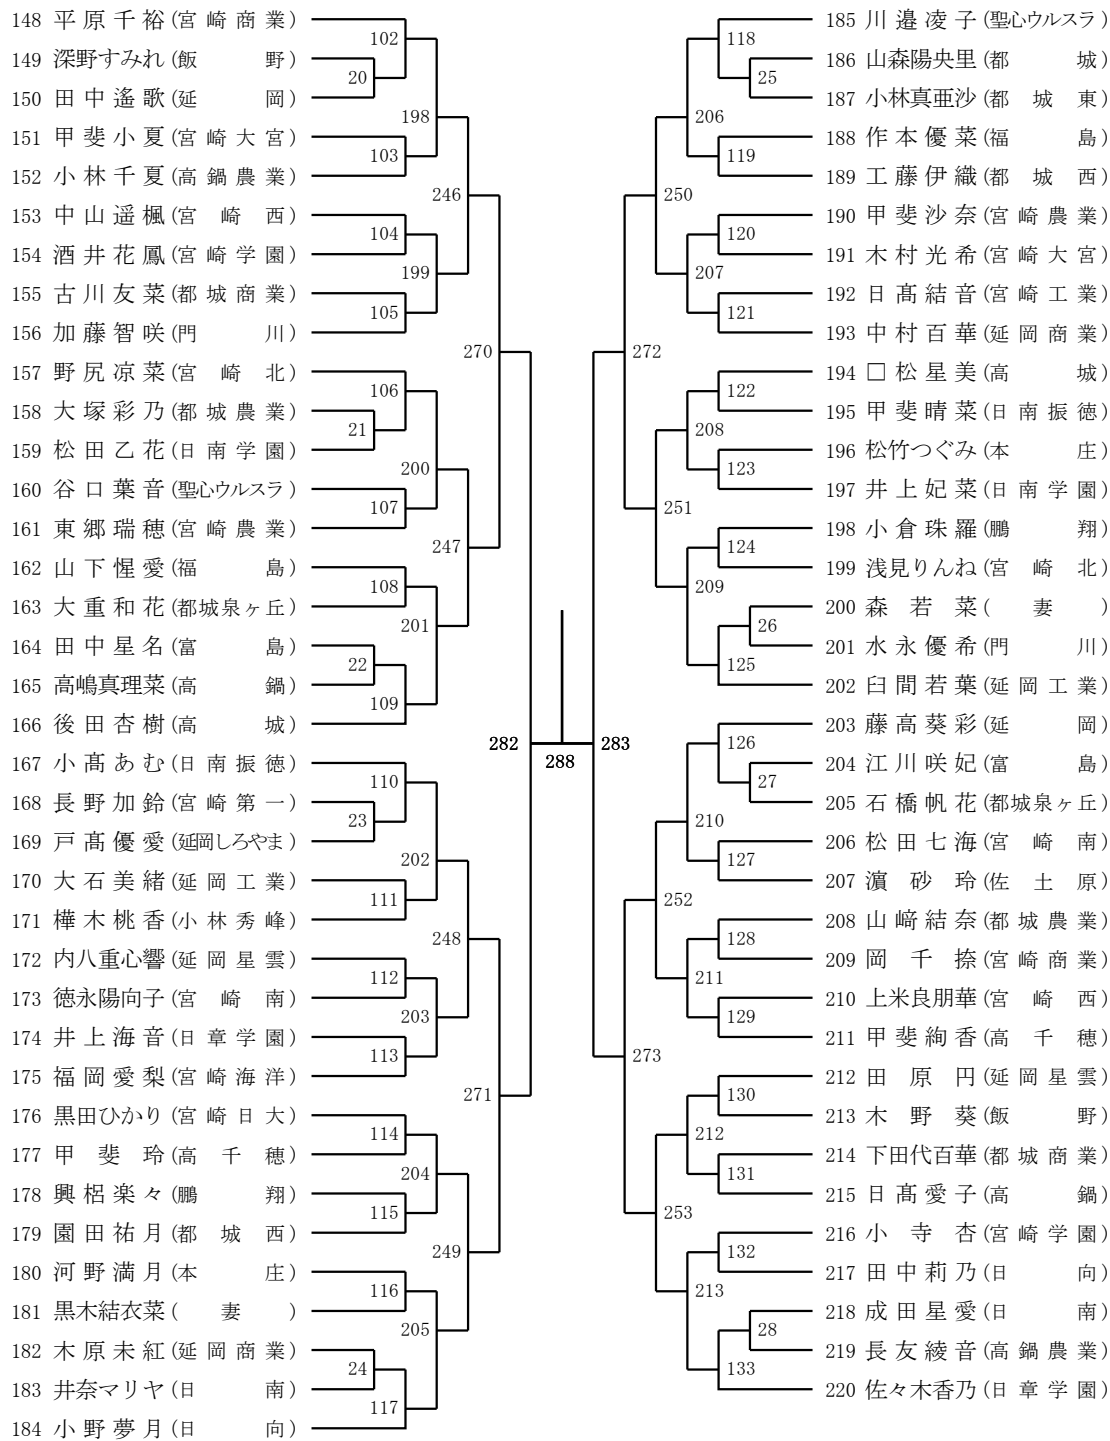 148 平原千裕(宮崎商業)
149 深野すみれ(飯野)
150 田中遙歌(延岡)
151 甲斐小夏(宮崎大宮)
152 小林千夏(高鍋農業)
153 中山遥楓(宮崎西)
154 酒井花鳳(宮崎学園)
155 古川友菜(都城商業)
156 加藤智咲(門川)
157 野尻凉菜(宮崎北)
158 大塚彩乃(都城農業)
159 松田乙花(日南学園)
160 谷口葉音(聖心ウルスラ)
161 東郷瑞穂(宮崎農業)
162 山下惺愛(福島)
163 大重和花(都城泉ヶ丘)
164 田中星名(富島)
165 高嶋真理菜(高鍋)
166 後田杏樹(高城)
167 小髙あむ(日南振徳)
168 長野加鈴(宮崎第一)
169 戸髙優愛(延岡しろやま)
170 大石美緒(延岡工業)
171 樺木桃香(小林秀峰)
172 内八重心響(延岡星雲)
173 徳永陽向子(宮崎南)
174 井上海音(日章学園)
175 福岡愛梨(宮崎海洋)
176 黒田ひかり(宮崎日大)
177 甲斐玲(高千穂)
178 興梠楽々(鵬翔)
179 園田祐月(都城西)
180 河野満月(本庄)
181 黒木結衣菜(妻)
182 木原未紅(延岡商業)
183 井奈マリヤ(日南)
184 小野夢月(日向)
102
20
198
103
246
104
199
105
270
106
21
200
107
247
108
201
22
109
282
110
23
202
111
248
112
203
113
271
114
204
115
249
116
205
24
117
288
283
118
25
206
119
250
120
207
121
272
122
208
123
251
124
209
26
125
126
27
210
127
252
128
211
129
273
130
212
131
253
132
213
28
133
185 川邉凌子(聖心ウルスラ)
186 山森陽央里(都城)
187 小林真亜沙(都城東)
188 作本優菜(福島)
189 工藤伊織(都城西)
190 甲斐沙奈(宮崎農業)
191 木村光希(宮崎大宮)
192 日髙結音(宮崎工業)
193 中村百華(延岡商業)
194 □松星美(高城)
195 甲斐晴菜(日南振徳)
196 松竹つぐみ(本庄)
197 井上妃菜(日南学園)
198 小倉珠羅(鵬翔)
199 浅見りんね(宮崎北)
200 森若菜(妻)
201 水永優希(門川)
202 臼間若葉(延岡工業)
203 藤高葵彩(延岡)
204 江川咲妃(富島)
205 石橋帆花(都城泉ヶ丘)
206 松田七海(宮崎南)
207 濵砂玲(佐土原)
208 山﨑結奈(都城農業)
209 岡千捺(宮崎商業)
210 上米良朋華(宮崎西)
211 甲斐絢香(高千穂)
212 田原円(延岡星雲)
213 木野葵(飯野)
214 下田代百華(都城商業)
215 日髙愛子(高鍋)
216 小寺杏(宮崎学園)
217 田中莉乃(日向)
218 成田星愛(日南)
219 長友綾音(高鍋農業)
220 佐々木香乃(日章学園)